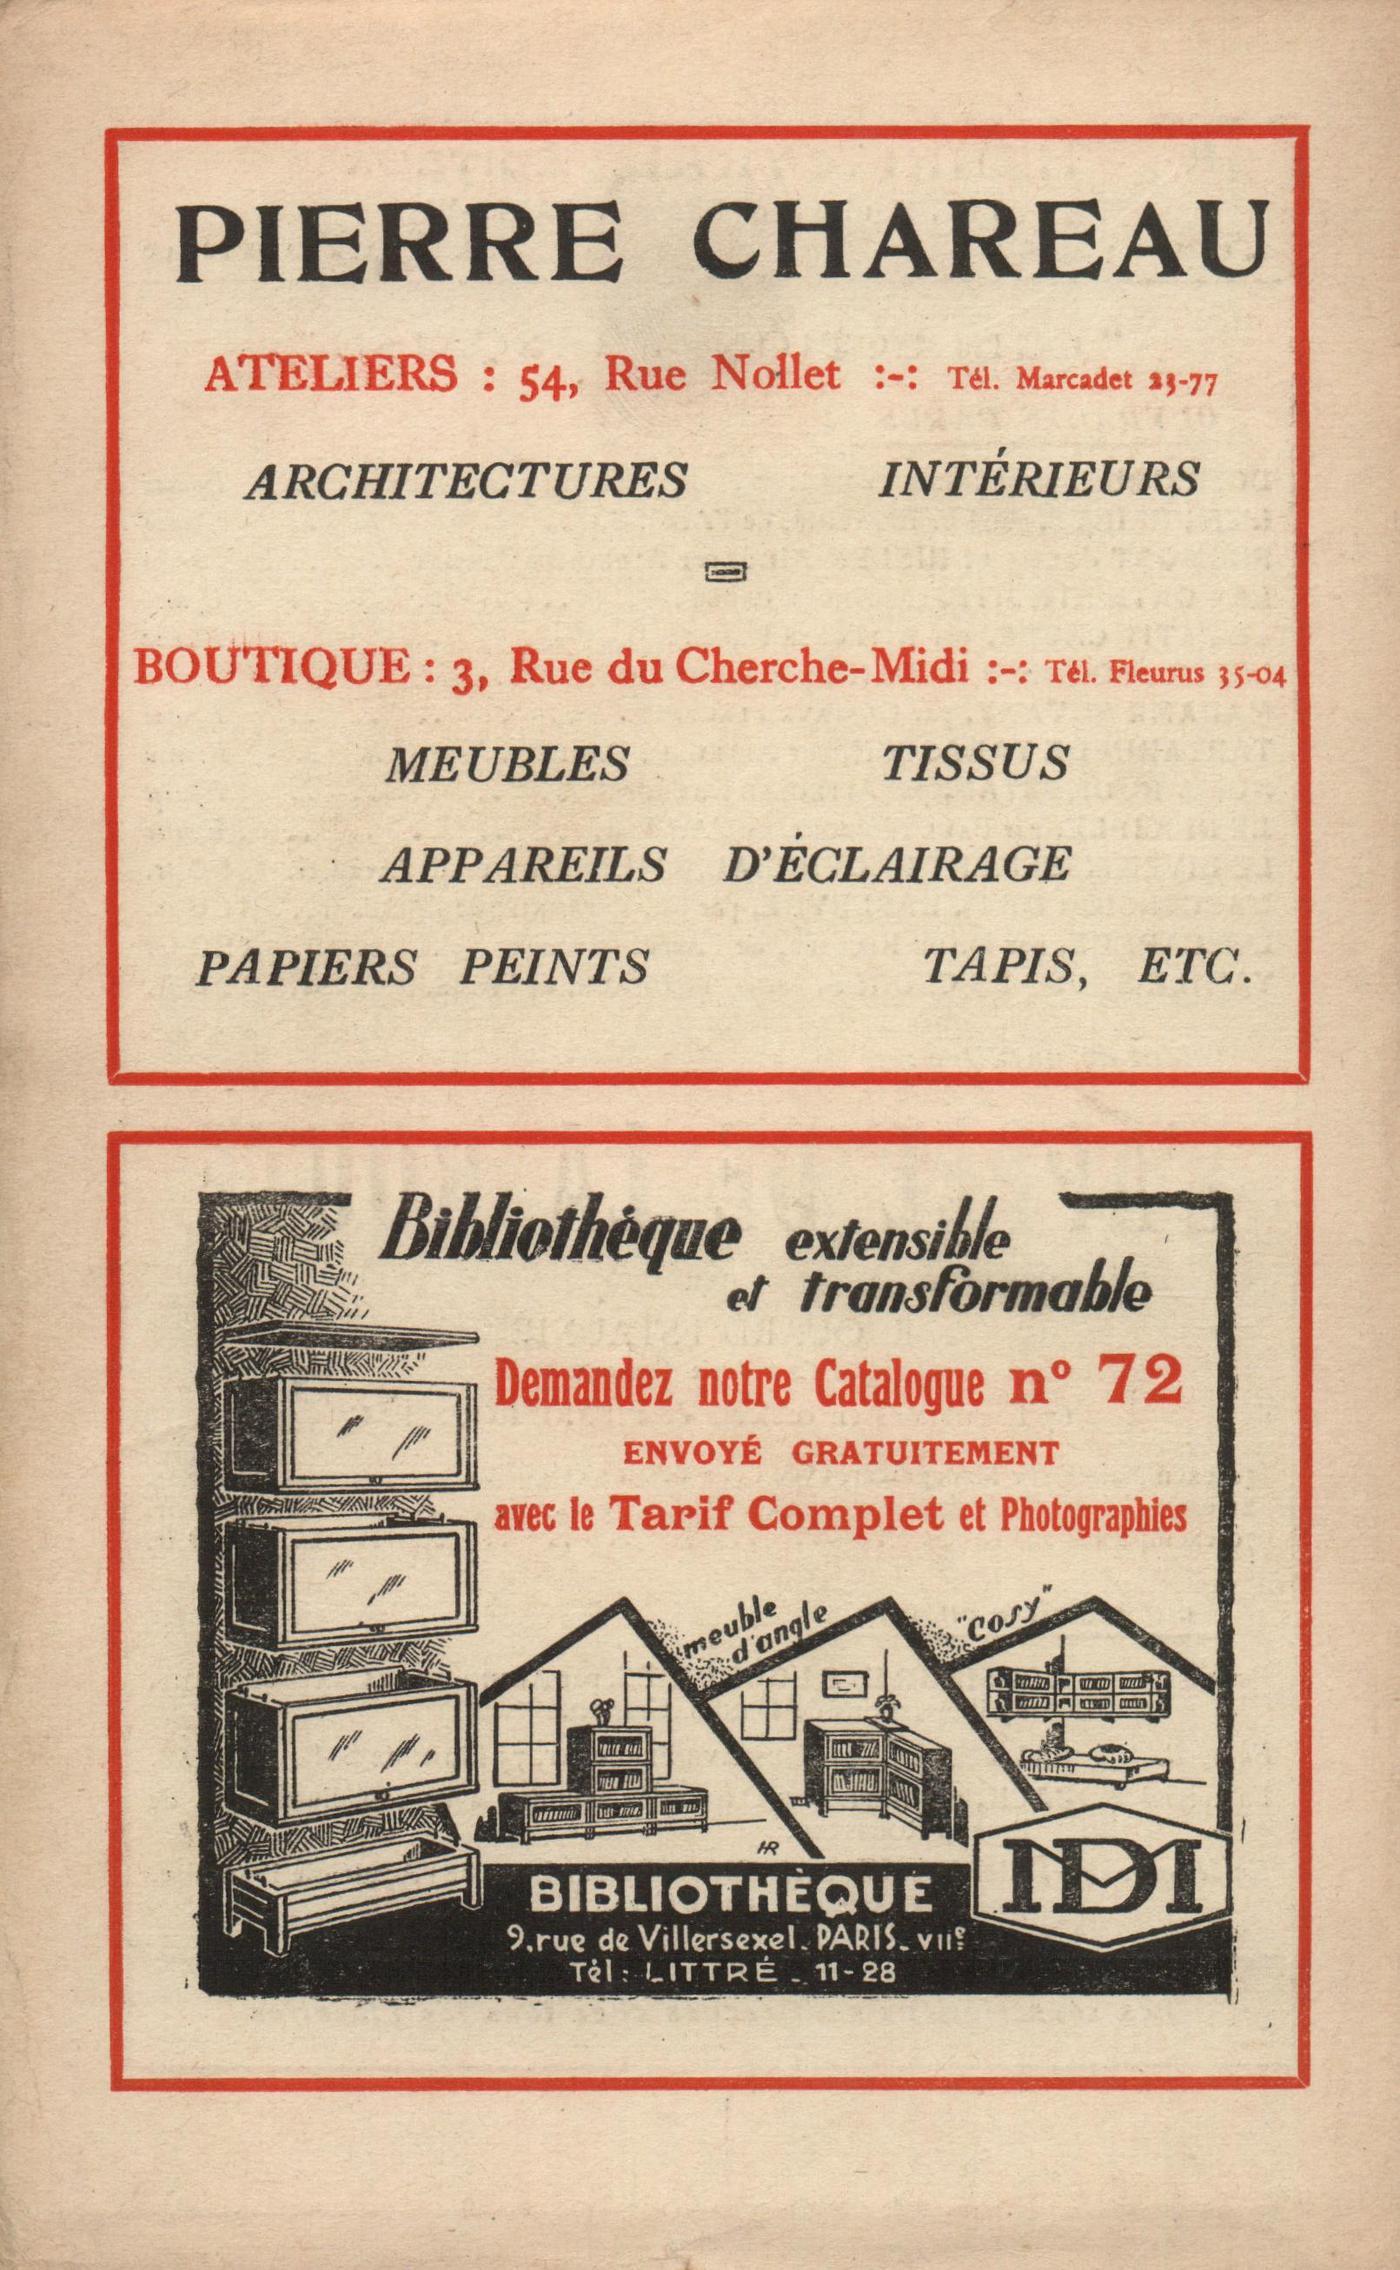 PIERRE CHAREAU
ATELIERS : 54, Rue Nollet :-: Tél. Marcadet 23-77
ARCHITECTURES INTÉRIEURS
BOUTIQUE : 3, Rue du Cherche-Midi :-: Tél. Fleurus 35-04
MEUBLES TISSUS
APPAREILS D'ÉCLAIRAGE
PAPIERS PEINTS TAPIS, ETC.
Bibliothèque extensible
et transformable
Demandez notre Catalogue n° 72
ENVOYÉ GRATUITEMENT
avec le Tarif Complet et Photographies
meuble
d'angle
"cosy"
HR
MD
BIBLIOTHÈQUE
9, rue de Villersexel. PARIS. VIIe
Tél : LITTRÉ - 11-28